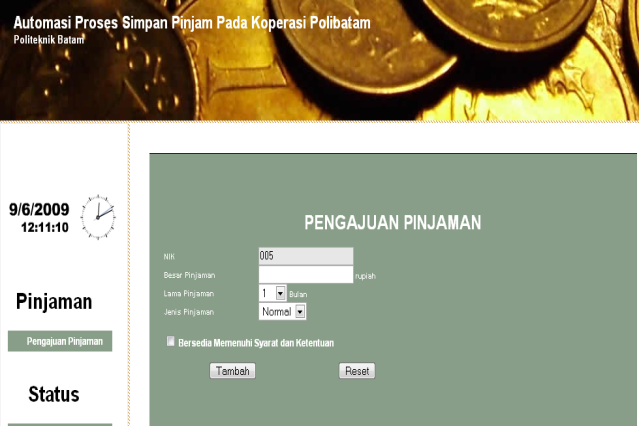 Automasi Proses Simpan Pinjam Pada Koperasi Polibatam
Politeknik Batam
9/6/2009
12:11:10
Pinjaman
Pengajuan Pinjaman
Status
PENGAJUAN PINJAMAN
NIK 005
Besar Pinjaman rupiah
Lama Pinjaman 1 Bulan
Jenis Pinjaman Normal
Bersedia Memenuhi Syarat dan Ketentuan
Tambah Reset